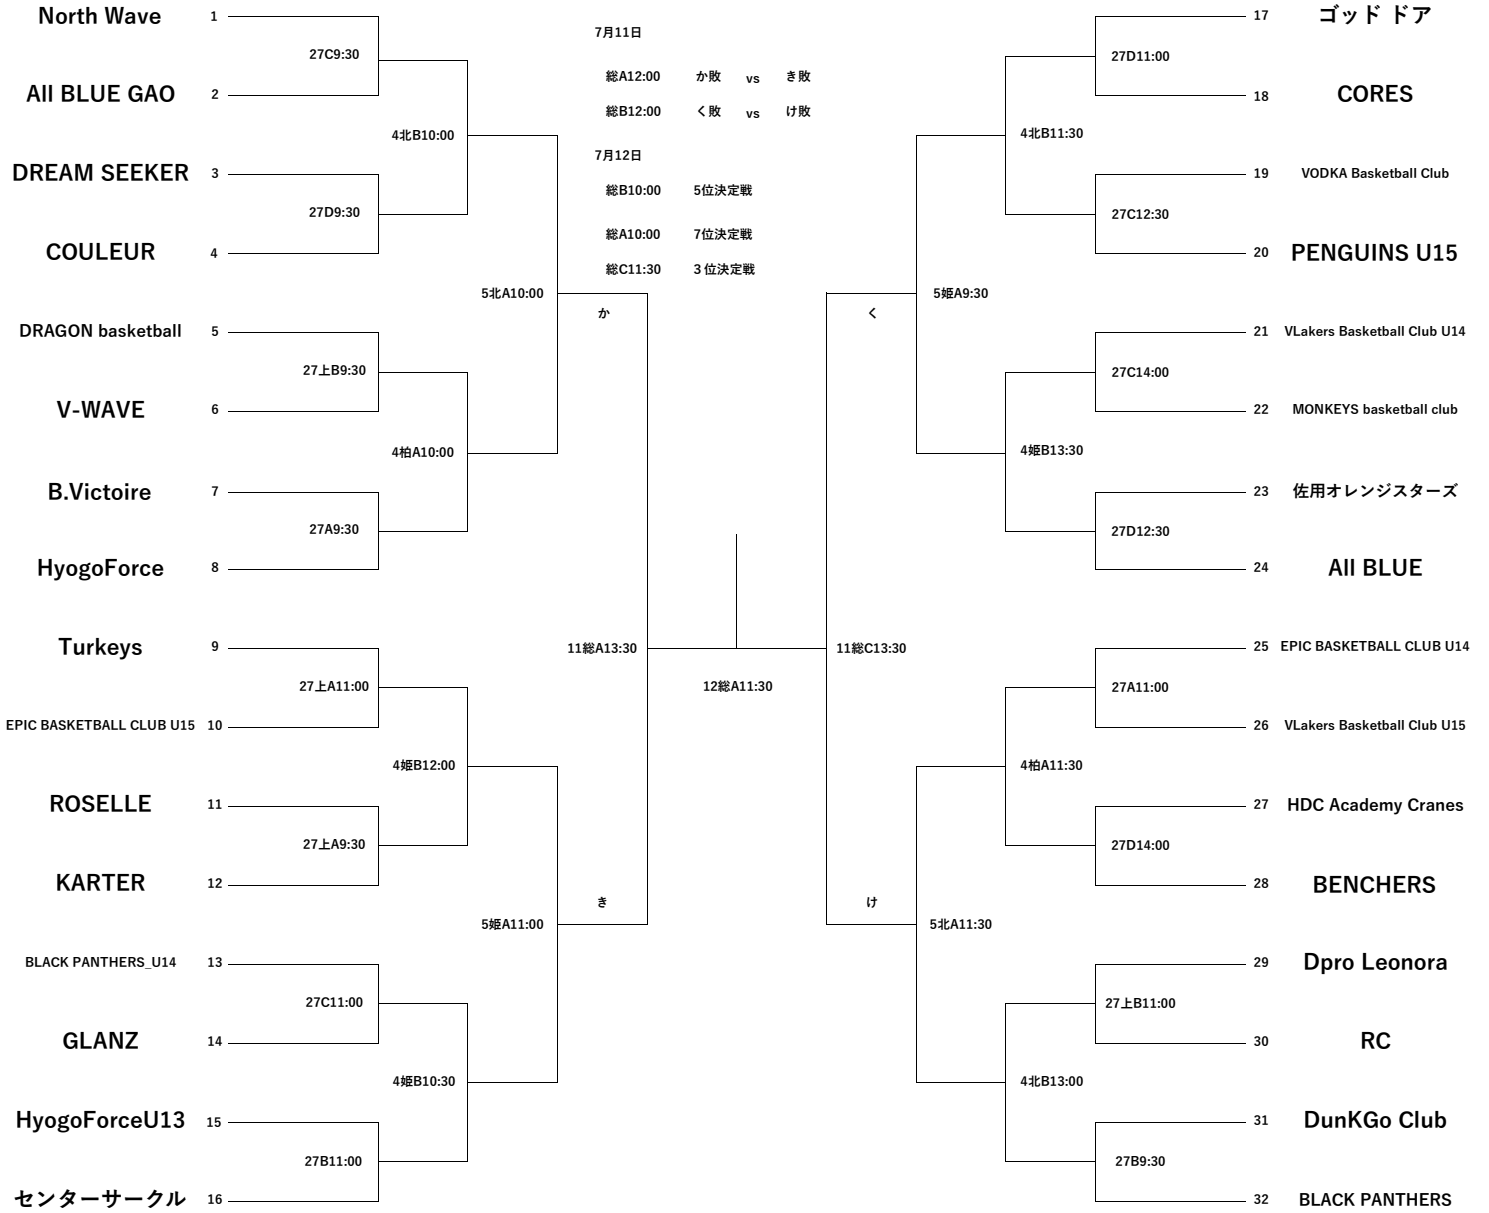 North Wave 1
27C9:30
All BLUE GAO 2
4北B10:00
DREAM SEEKER 3
27D9:30
COULEUR 4
5北A10:00
か
DRAGON basketball 5
27上B9:30
V-WAVE 6
4柏A10:00
B.Victoire 7
27A9:30
HyogoForce 8
11総A13:30
Turkeys 9
27上A11:00
EPIC BASKETBALL CLUB U15 10
4姫B12:00
ROSELLE 11
27上A9:30
KARTER 12
き
5姫A11:00
BLACK PANTHERS_U14 13
27C11:00
GLANZ 14
4姫B10:30
HyogoForceU13 15
27B11:00
センターサークル 16
7月11日
総A12:00 か敗 vs き敗
総B12:00 く敗 vs け敗
7月12日
総B10:00 5位決定戦
総A10:00 7位決定戦
総C11:30 3位決定戦
12総A11:30
17 ゴッド ドア
27D11:00
18 CORES
4北B11:30
19 VODKA Basketball Club
27C12:30
20 PENGUINS U15
5姫A9:30
く
21 VLakers Basketball Club U14
27C14:00
22 MONKEYS basketball club
4姫B13:30
23 佐用オレンジスターズ
27D12:30
24 All BLUE
11総C13:30
25 EPIC BASKETBALL CLUB U14
27A11:00
26 VLakers Basketball Club U15
4柏A11:30
27 HDC Academy Cranes
27D14:00
28 BENCHERS
け
5北A11:30
29 Dpro Leonora
27上B11:00
30 RC
4北B13:00
31 DunKGo Club
27B9:30
32 BLACK PANTHERS